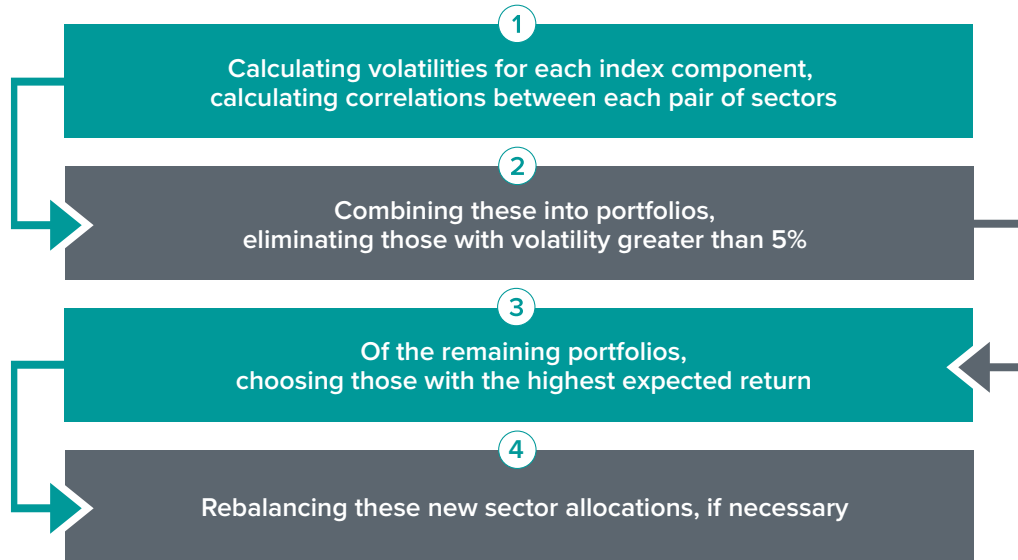 1
Calculating volatilities for each index component,
calculating correlations between each pair of sectors
2
Combining these into portfolios,
eliminating those with volatility greater than 5%
3
Of the remaining portfolios,
choosing those with the highest expected return
4
Rebalancing these new sector allocations, if necessary